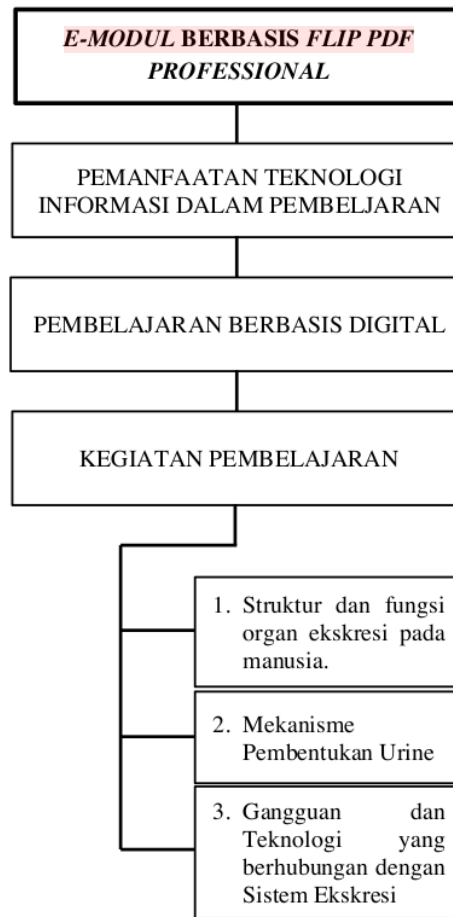 E-MODUL BERBASIS FLIP PDF
PROFESSIONAL
PEMANFAATAN TEKNOLOGI
INFORMASI DALAM PEMBELJARAN
PEMBELAJARAN BERBASIS DIGITAL
KEGIATAN PEMBELAJARAN
1. Struktur dan fungsi
organ ekskresi pada
manusia.
2. Mekanisme
Pembentukan Urine
3. Gangguan dan
Teknologi yang
berhubungan dengan
Sistem Ekskresi